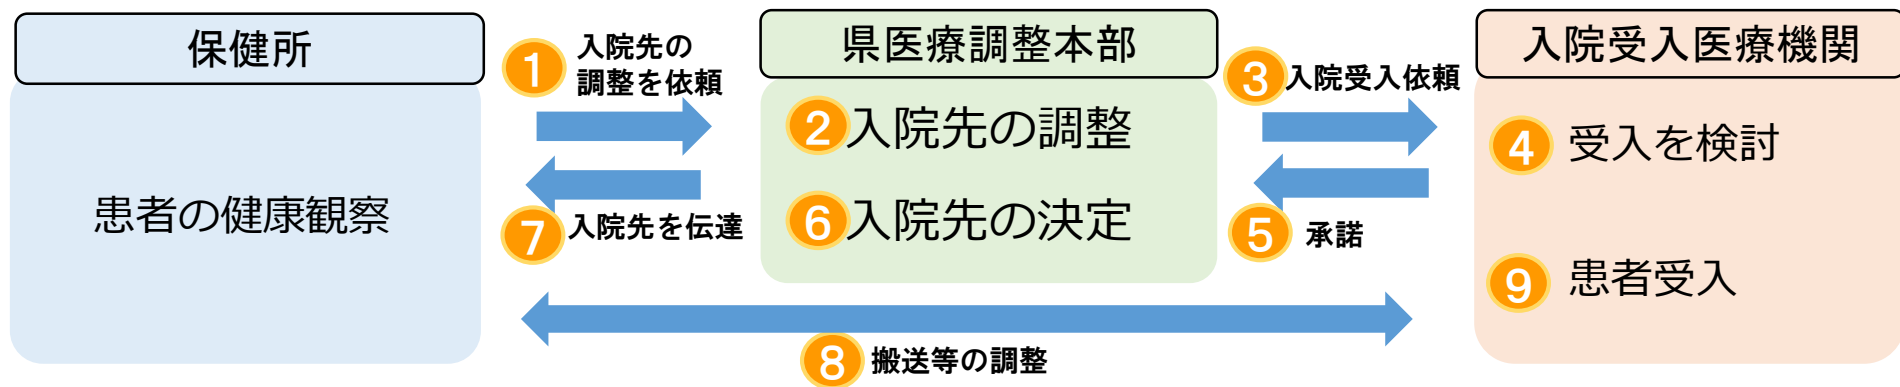 保健所
患者の健康観察
1 入院先の
調整を依頼
7 入院先を伝達
県医療調整本部
2 入院先の調整
6 入院先の決定
3 入院受入依頼
5 承諾
8 搬送等の調整
入院受入医療機関
4 受入を検討
9 患者受入